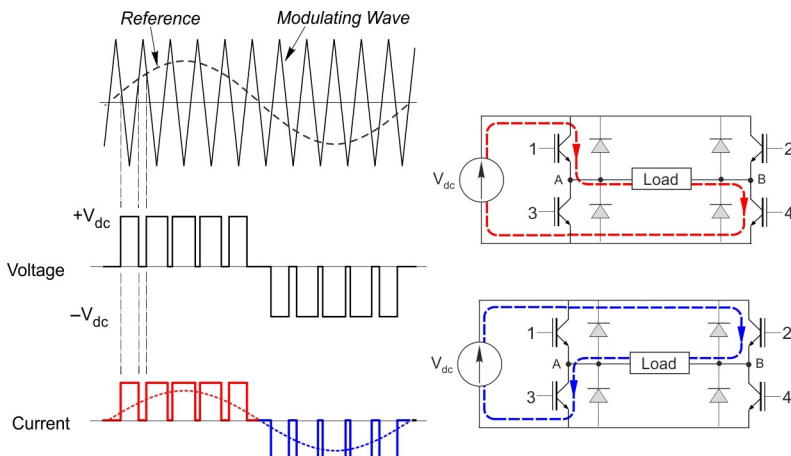 Reference
Modulating Wave
+Vdc
Voltage
−Vdc
Current
1
2
Vdc
A
Load
B
3
4
1
2
Vdc
A
Load
B
3
4